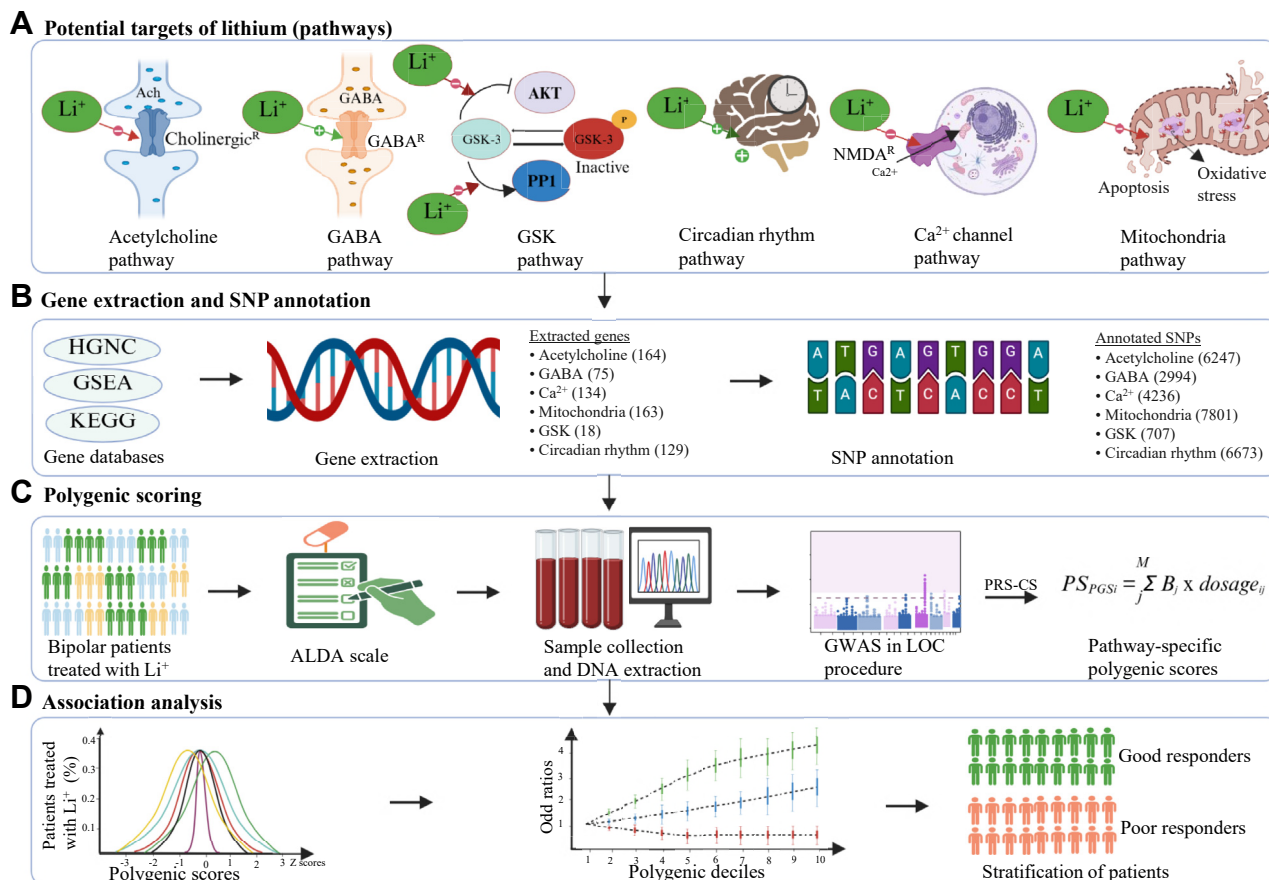 A Potential targets of lithium (pathways)
Li⁺
Ach
Cholinergicᴿ
Acetylcholine
pathway
Li⁺
GABA
GABAᴿ
GABA
pathway
Li⁺
AKT
GSK-3
GSK-3
P
Inactive
PP1
Li⁺
GSK
pathway
Li⁺
Circadian rhythm
pathway
Li⁺
NMDAᴿ
Ca2+
Ca²⁺ channel
pathway
Li⁺
Apoptosis
Oxidative
stress
Mitochondria
pathway
B Gene extraction and SNP annotation
HGNC
GSEA
KEGG
Gene databases
Gene extraction
Extracted genes
• Acetylcholine (164)
• GABA (75)
• Ca²⁺ (134)
• Mitochondria (163)
• GSK (18)
• Circadian rhythm (129)
A T G A G T G G A
T A C T C A C C T
SNP annotation
Annotated SNPs
• Acetylcholine (6247)
• GABA (2994)
• Ca²⁺ (4236)
• Mitochondria (7801)
• GSK (707)
• Circadian rhythm (6673)
C Polygenic scoring
Bipolar patients
treated with Li⁺
ALDA scale
Sample collection
and DNA extraction
GWAS in LOC
procedure
PRS-CS
M
PS_PGSi = Σ B_j x dosage_ij
j
Pathway-specific
polygenic scores
D Association analysis
Patients treated
with Li⁺ (%)
0.4
0.3
0.2
0.1
-3 -2 -1 0 1 2 3 Z scores
Polygenic scores
Odd ratios
4
3
2
1
1 2 3 4 5 6 7 8 9 10
Polygenic deciles
Good responders
Poor responders
Stratification of patients